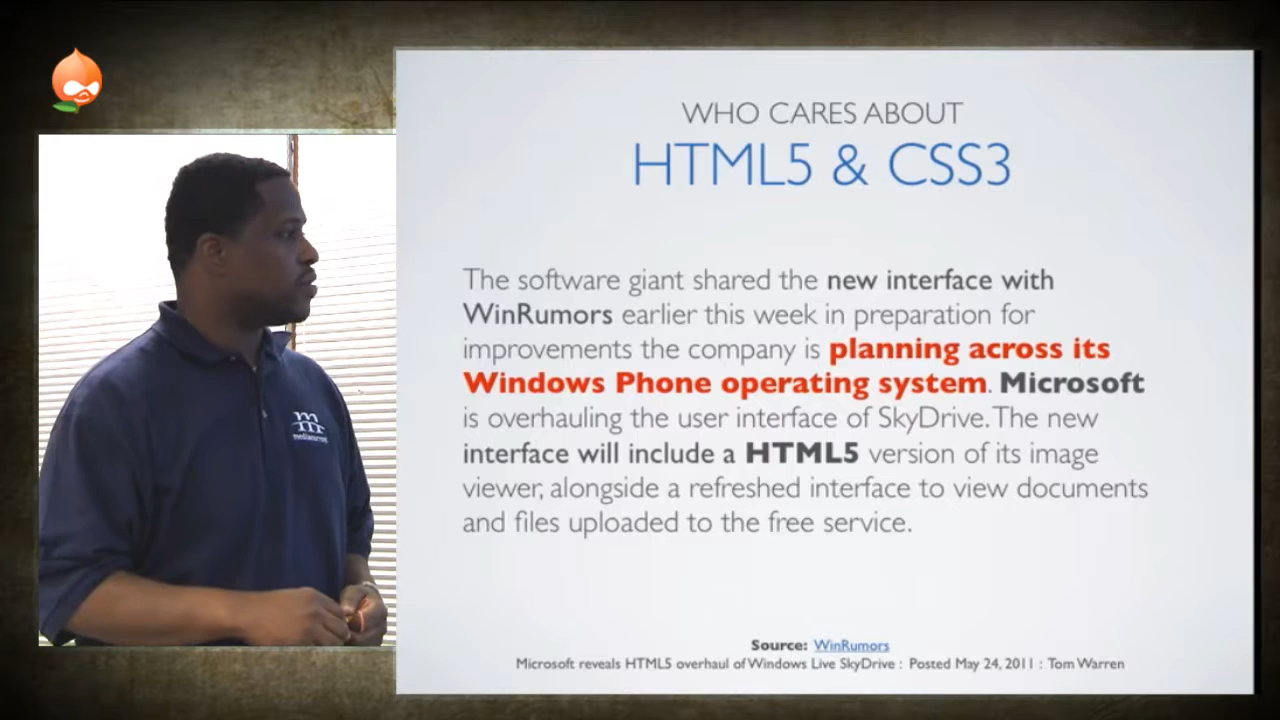 WHO CARES ABOUT
HTML5 & CSS3
The software giant shared the new interface with
WinRumors earlier this week in preparation for
improvements the company is planning across its
Windows Phone operating system. Microsoft
is overhauling the user interface of SkyDrive. The new
interface will include a HTML5 version of its image
viewer, alongside a refreshed interface to view documents
and files uploaded to the free service.
Source: WinRumors
Microsoft reveals HTML5 overhaul of Windows Live SkyDrive : Posted May 24, 2011 : Tom Warren
mediacurrent